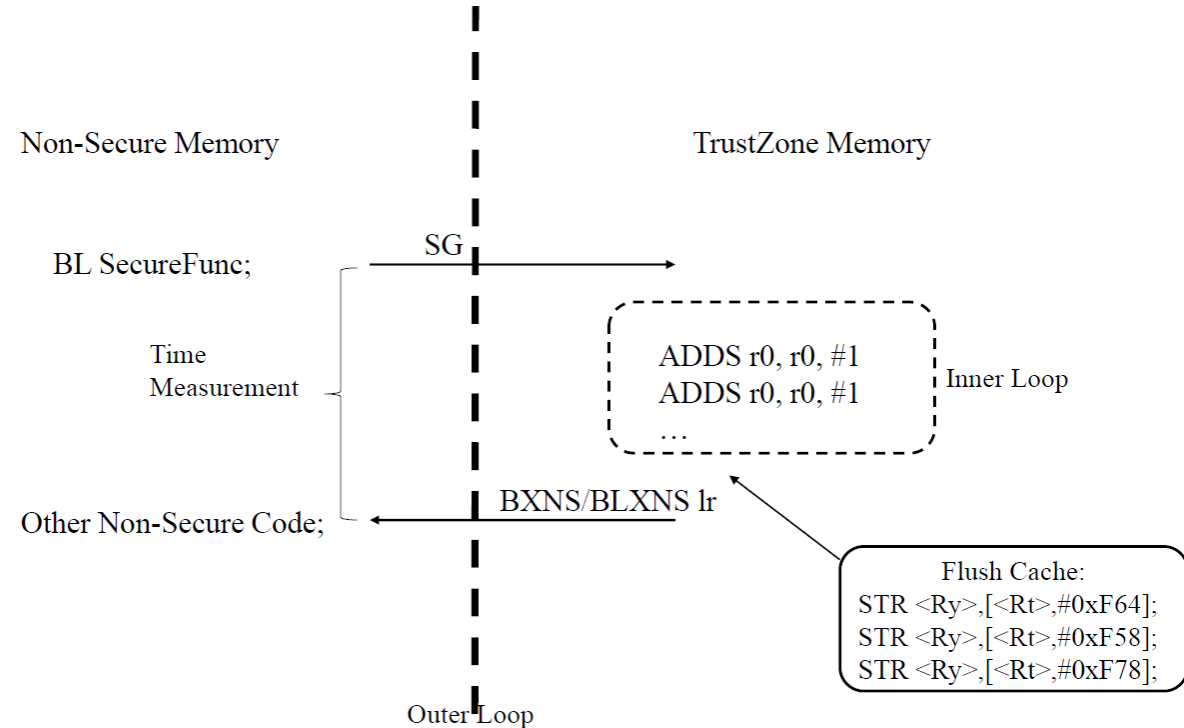 Non-Secure Memory
TrustZone Memory
SG
BL SecureFunc;
Time
Measurement
ADDS r0, r0, #1
ADDS r0, r0, #1
…
Inner Loop
BXNS/BLXNS lr
Other Non-Secure Code;
Flush Cache:
STR <Ry>,[<Rt>,#0xF64];
STR <Ry>,[<Rt>,#0xF58];
STR <Ry>,[<Rt>,#0xF78];
Outer Loop